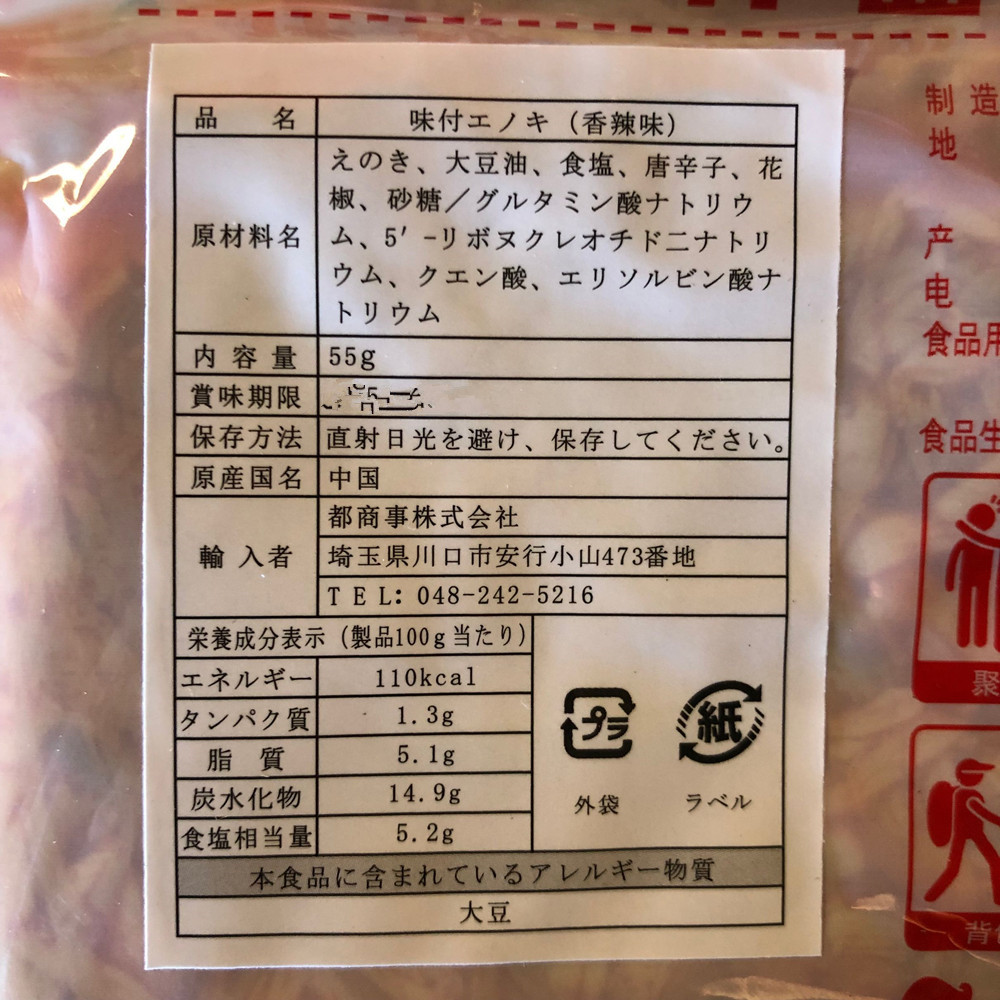 品名 味付エノキ（香辣味）
原材料名
えのき、大豆油、食塩、唐辛子、花
椒、砂糖／グルタミン酸ナトリウ
ム、5'-リボヌクレオチド二ナトリ
ウム、クエン酸、エリソルビン酸ナ
トリウム
内容量 55g
賞味期限
保存方法 直射日光を避け、保存してください。
原産国名 中国
輸入者
都商事株式会社
埼玉県川口市安行小山473番地
TEL: 048-242-5216
栄養成分表示（製品100g当たり）
エネルギー 110kcal
タンパク質 1.3g
脂質 5.1g
炭水化物 14.9g
食塩相当量 5.2g
プラ
外袋
紙
ラベル
本食品に含まれているアレルギー物質
大豆
制造
地
产
电
食品用
食品生
聚
背